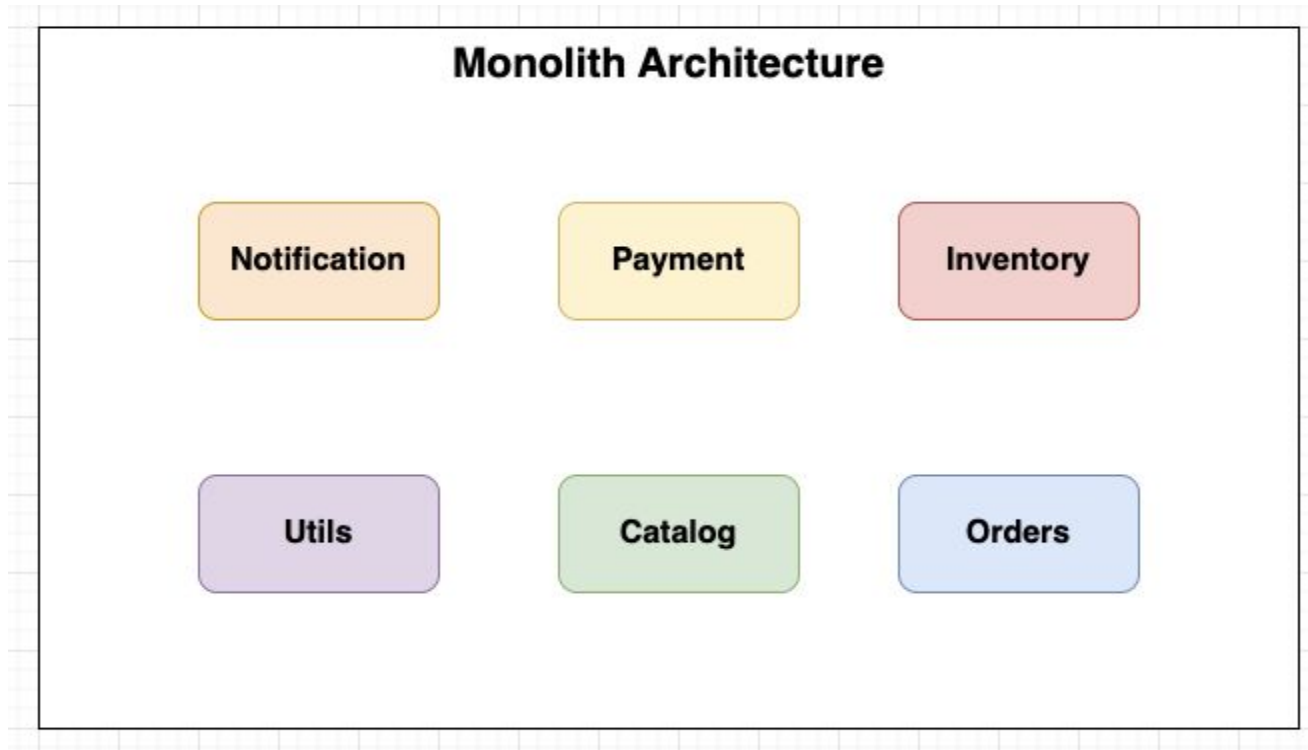 Monolith Architecture
Notification
Payment
Inventory
Utils
Catalog
Orders